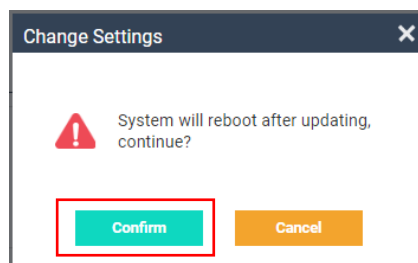 Change Settings
System will reboot after updating,
continue?
Confirm
Cancel